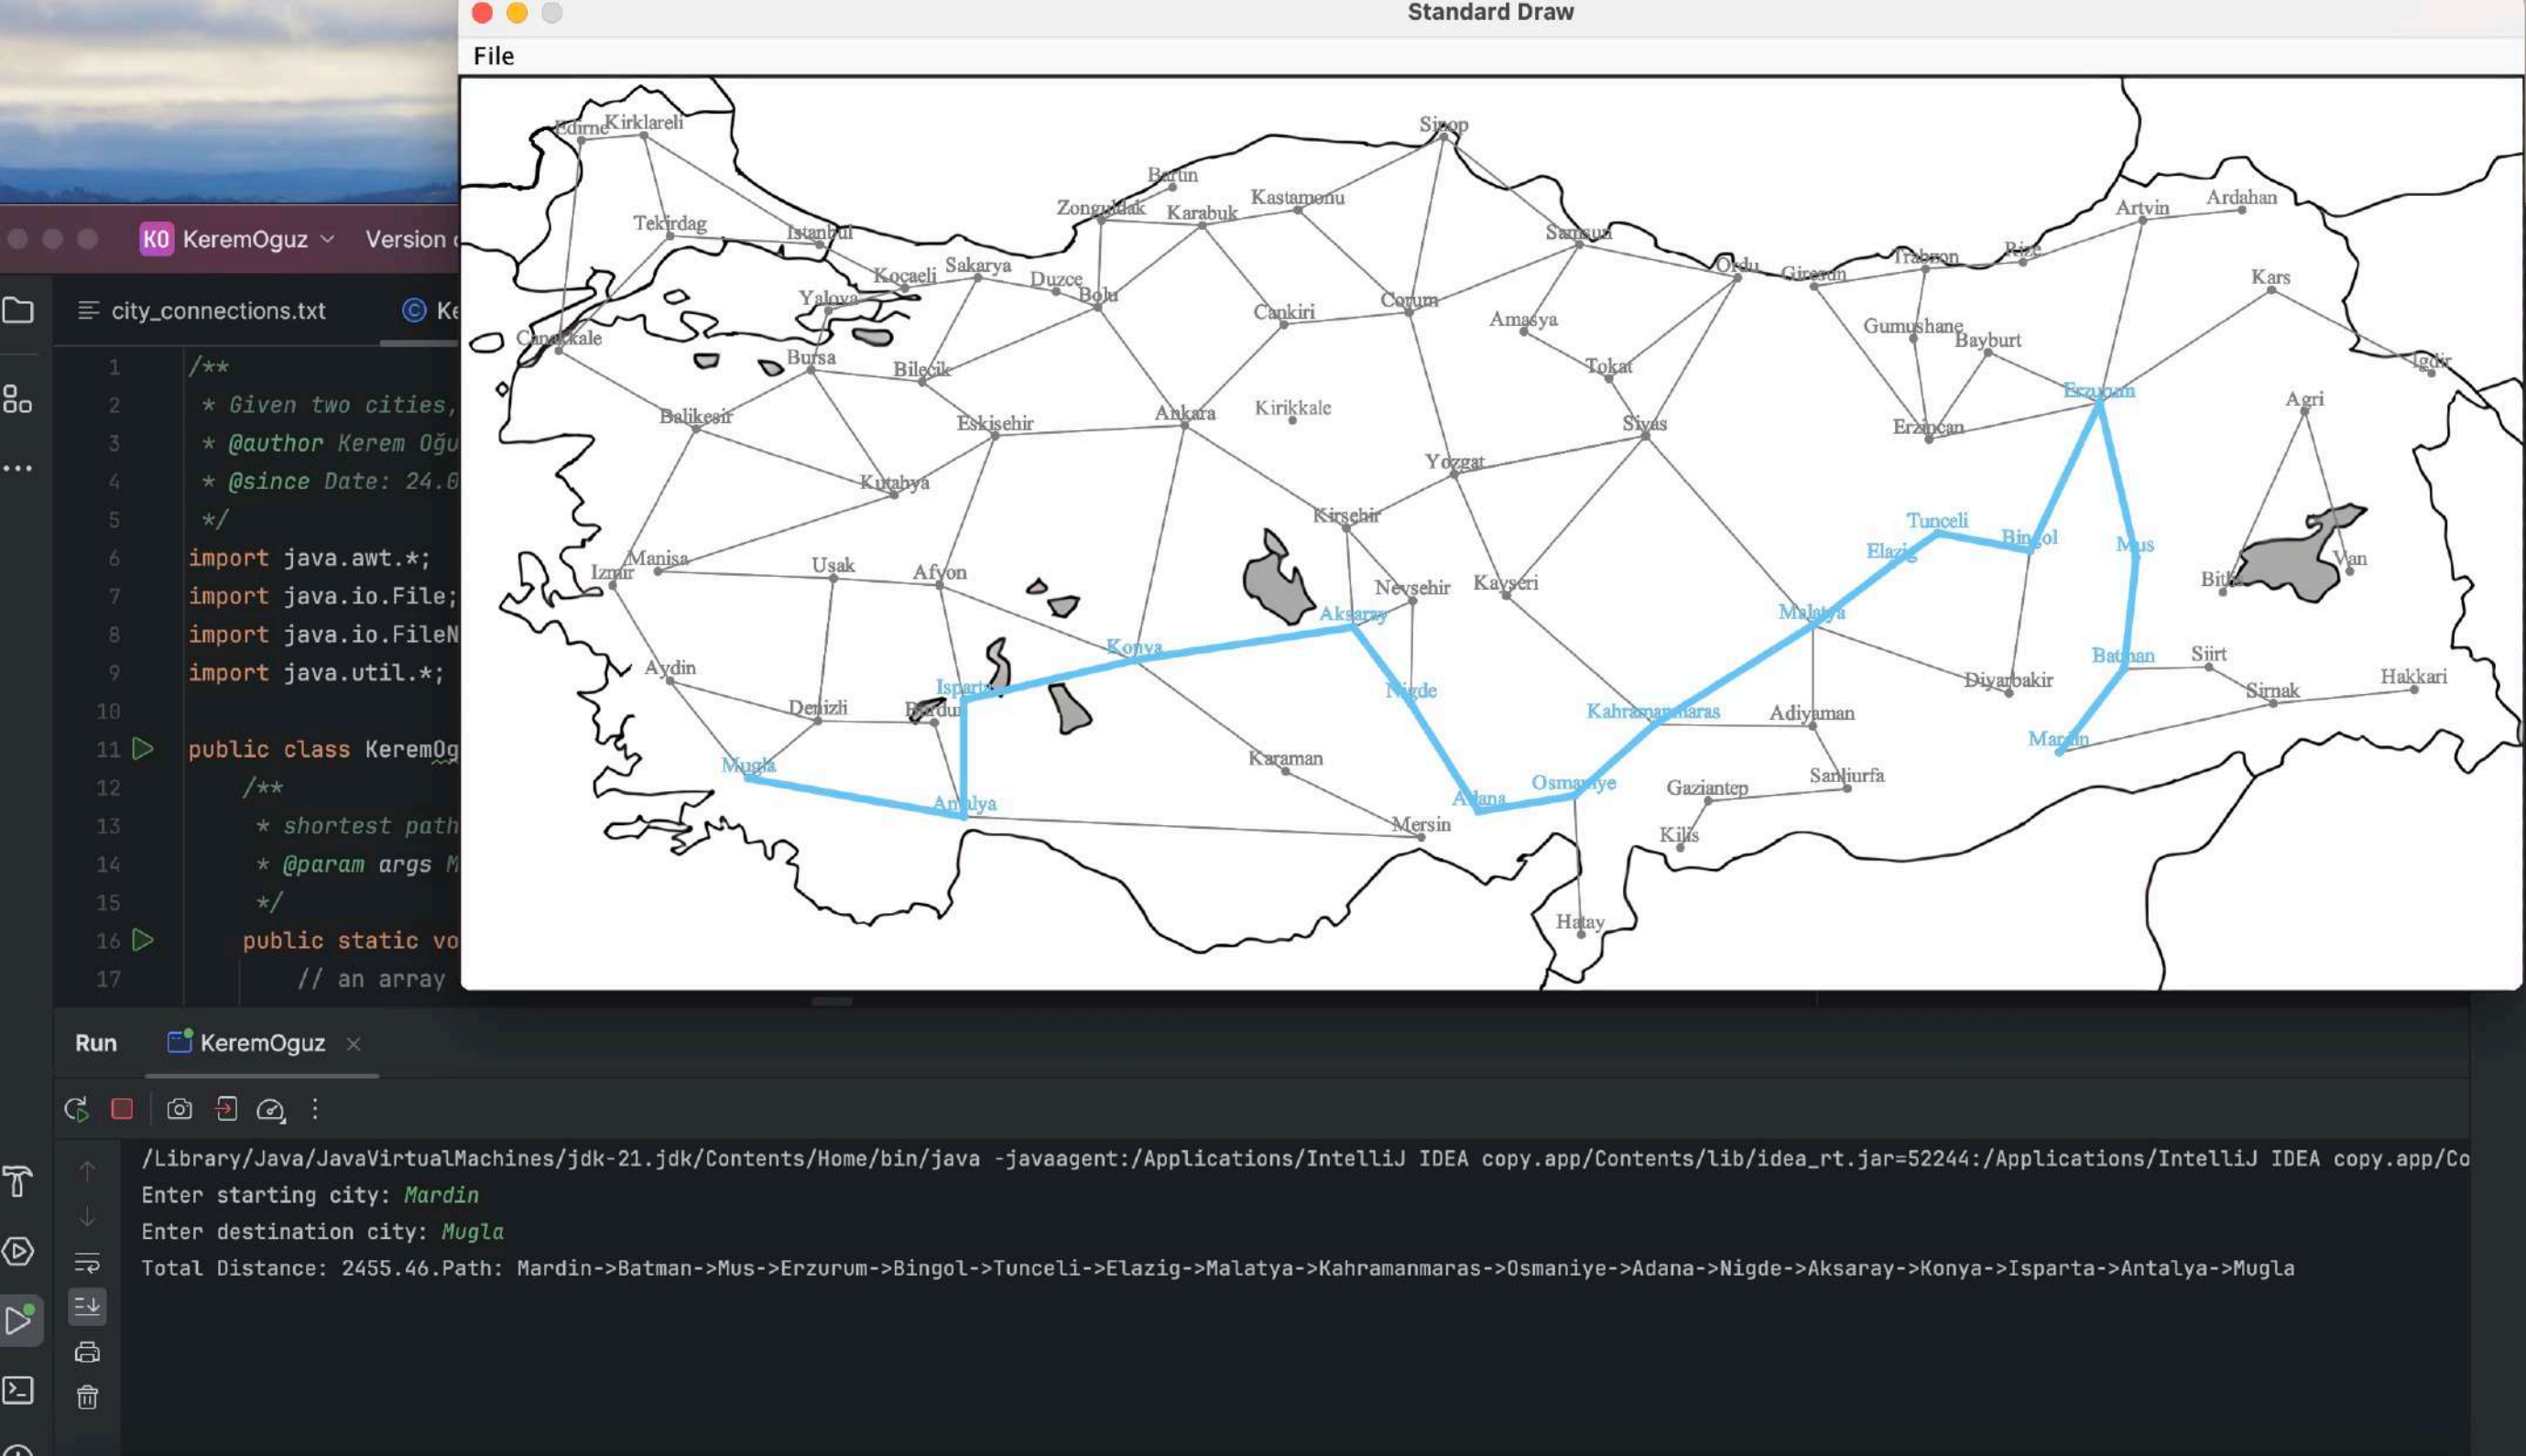 Standard Draw
File
KO KeremOguz Version
city_connections.txt
Edirne
Kirklareli
Sinop
Bartin
Zonguldak
Karabuk
Kastamonu
Artvin
Ardahan
Tekirdag
Istanbul
Samsun
Kocaeli
Sakarya
Duzce
Bolu
Ordu
Giresun
Trabzon
Rize
Kars
Yalova
Cankiri
Corum
Amasya
Gumushane
Bayburt
Canakkale
Bursa
Bilecik
Tokat
Igdir
Erzurum
Balikesir
Eskisehir
Ankara
Kirikkale
Sivas
Erzincan
Agri
Kutahya
Yozgat
Kirsehir
Tunceli
Bingol
Elazig
Mus
Izmir
Manisa
Usak
Afyon
Nevsehir
Kayseri
Van
Aksaray
Malatya
Konya
Batman
Siirt
Aydin
Isparta
Nigde
Diyarbakir
Sirnak
Hakkari
Denizli
Burdur
Kahramanmaras
Adiyaman
Mardin
Mugla
Karaman
Osmaniye
Gaziantep
Sanliurfa
Antalya
Adana
Mersin
Kilis
Hatay
1 /**
2 * Given two cities,
3 * @author Kerem Oğu
4 * @since Date: 24.0
5 */
6 import java.awt.*;
7 import java.io.File;
8 import java.io.FileN
9 import java.util.*;
10
11 public class KeremOg
12 /**
13 * shortest path
14 * @param args M
15 */
16 public static vo
17 // an array
Run KeremOguz
/Library/Java/JavaVirtualMachines/jdk-21.jdk/Contents/Home/bin/java -javaagent:/Applications/IntelliJ IDEA copy.app/Contents/lib/idea_rt.jar=52244:/Applications/IntelliJ IDEA copy.app/Co
Enter starting city: Mardin
Enter destination city: Mugla
Total Distance: 2455.46.Path: Mardin->Batman->Mus->Erzurum->Bingol->Tunceli->Elazig->Malatya->Kahramanmaras->Osmaniye->Adana->Nigde->Aksaray->Konya->Isparta->Antalya->Mugla